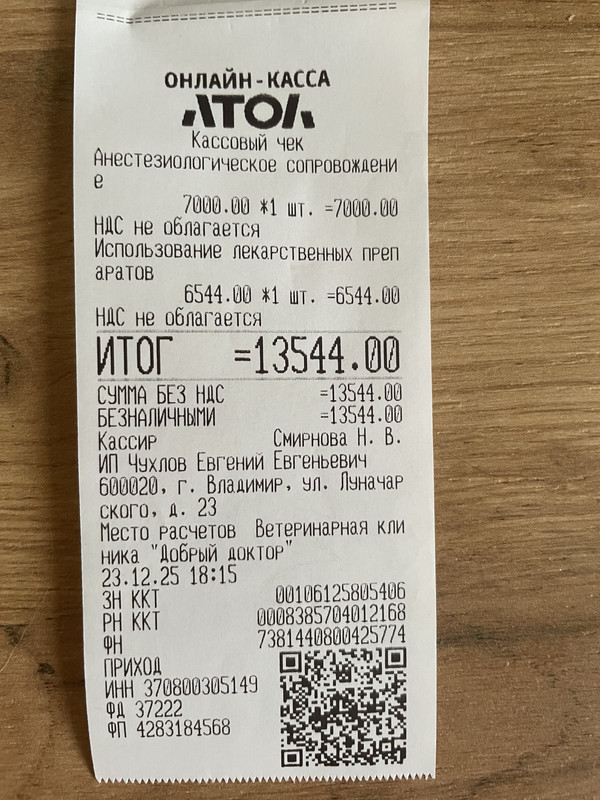 ОНЛАЙН-КАССА
АТОЛ
Кассовый чек
Анестезиологическое сопровождени
е
7000.00 *1 шт. =7000.00
НДС не облагается
Использование лекарственных преп
аратов
6544.00 *1 шт. =6544.00
НДС не облагается
ИТОГ =13544.00
СУММА БЕЗ НДС =13544.00
БЕЗНАЛИЧНЫМИ =13544.00
Кассир Смирнова Н. В.
ИП Чухлов Евгений Евгеньевич
600020, г. Владимир, ул. Луначар
ского, д. 23
Место расчетов Ветеринарная кли
ника "Добрый доктор"
23.12.25 18:15
ЗН ККТ 00106125805406
РН ККТ 0008385704012168
ФН 7381440800425774
ПРИХОД
ИНН 370800305149
ФД 37222
ФП 4283184568